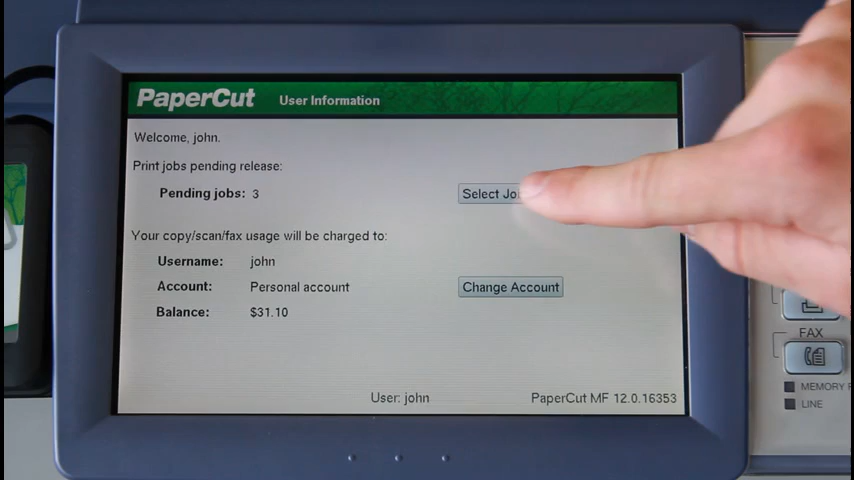 PaperCut User Information
Welcome, john.
Print jobs pending release:
Pending jobs: 3
Select
Your copy/scan/fax usage will be charged to:
Username: john
Account: Personal account
Change Account
Balance: $31.10
User: john
PaperCut MF 12.0.16353
FAX
MEMORY
LINE